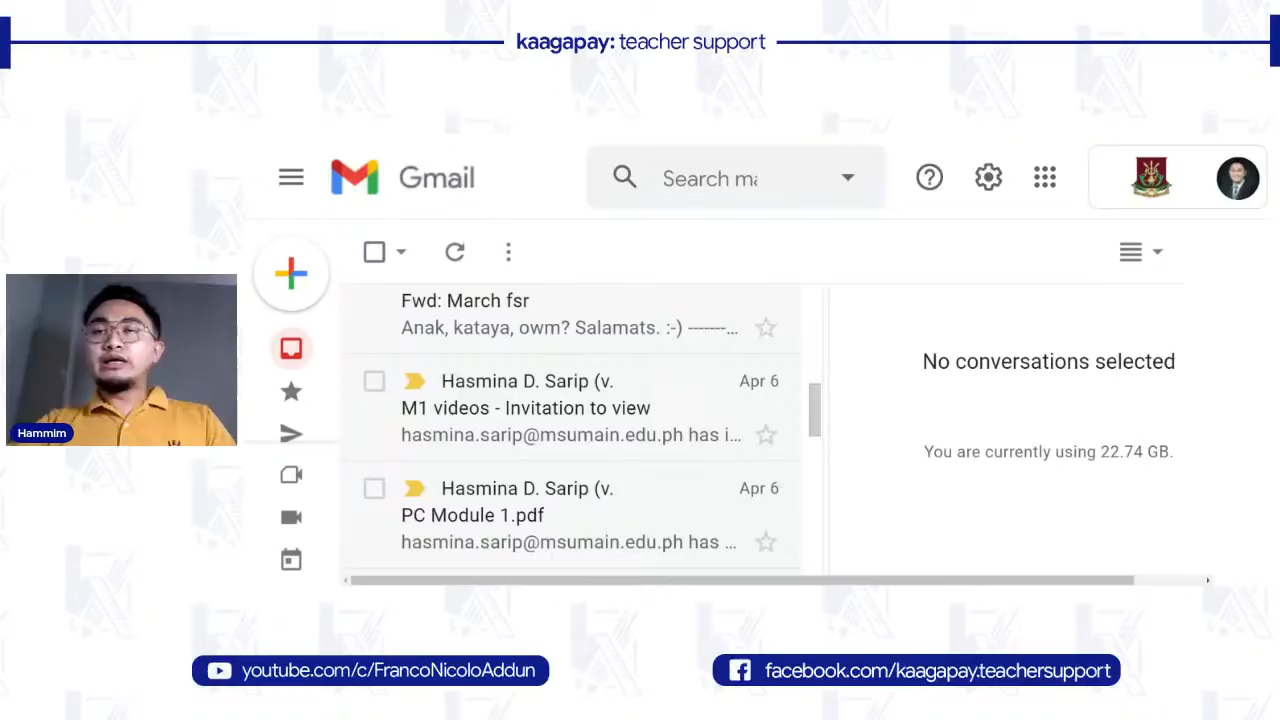 kaagapay: teacher support
Gmail
Search ma
Fwd: March fsr
Anak, kataya, owm? Salamats. :-) -------...
Hasmina D. Sarip (v. Apr 6
M1 videos - Invitation to view
hasmina.sarip@msumain.edu.ph has i...
Hasmina D. Sarip (v. Apr 6
PC Module 1.pdf
hasmina.sarip@msumain.edu.ph has ...
No conversations selected
You are currently using 22.74 GB.
Hammim
youtube.com/c/FrancoNicoloAddun
facebook.com/kaagapay.teachersupport